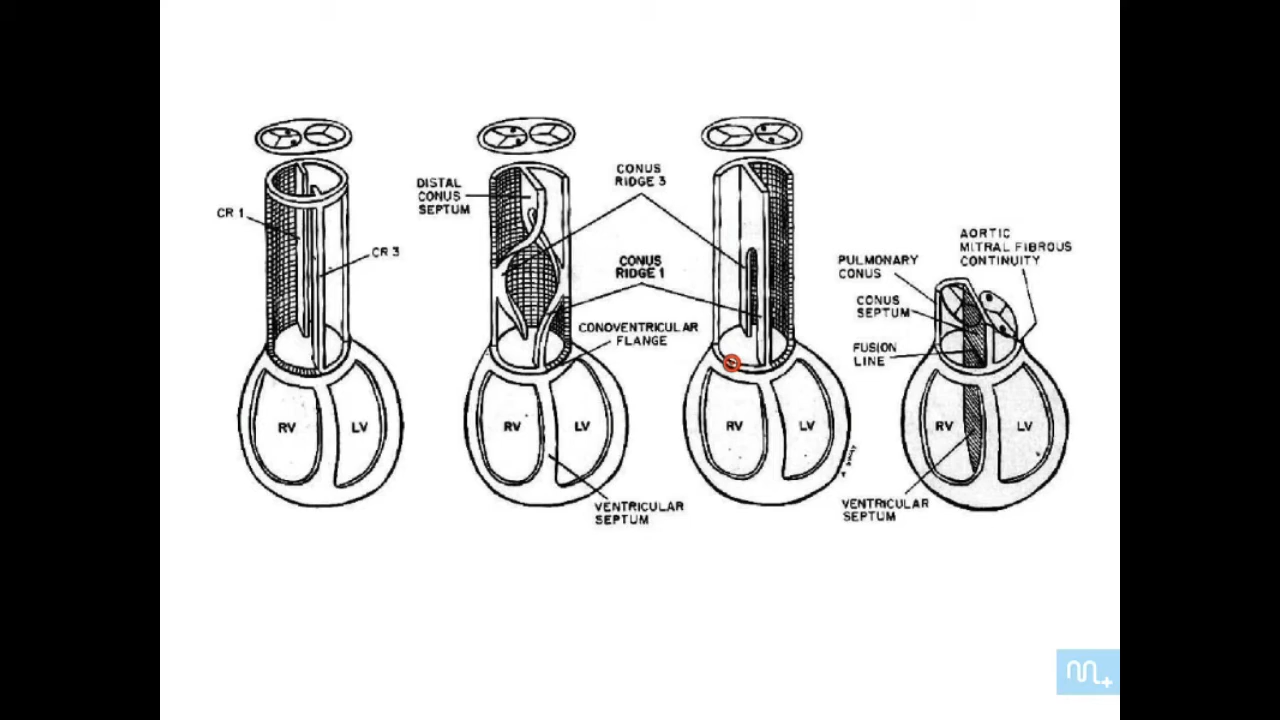 CR 1
CR 3
DISTAL
CONUS
SEPTUM
CONUS
RIDGE 3
CONUS
RIDGE 1
CONOVENTRICULAR
FLANGE
RV
LV
RV
LV
VENTRICULAR
SEPTUM
RV
LV
PULMONARY
CONUS
CONUS
SEPTUM
FUSION
LINE
AORTIC
MITRAL FIBROUS
CONTINUITY
RV
LV
VENTRICULAR
SEPTUM